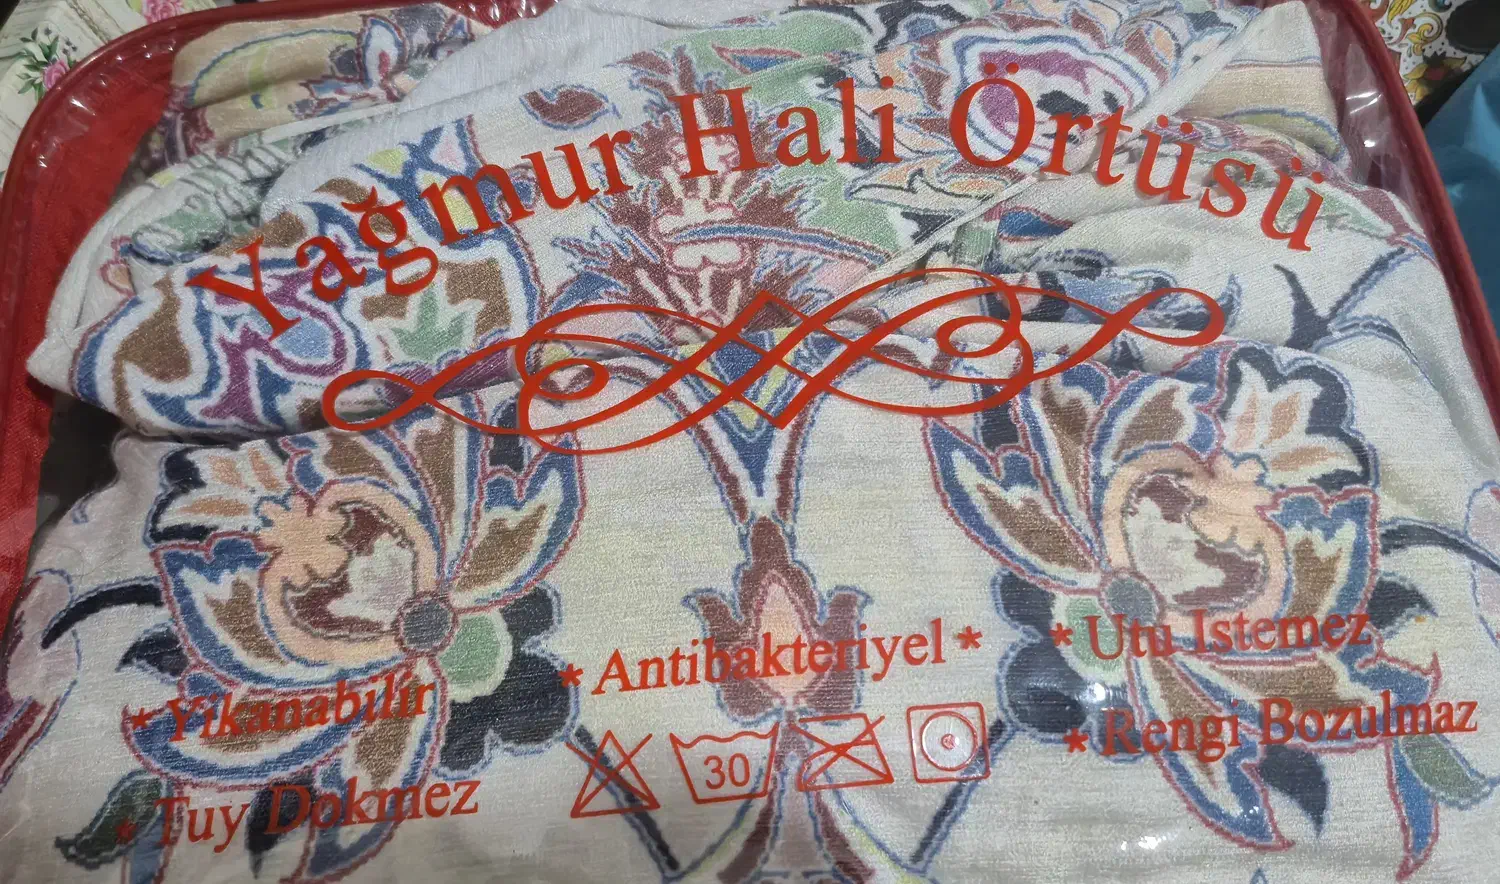 Yağmur Hali Örtüsü
* Yikanabilir
* Antibakteriyel *
* Utu Istemez
* Tuy Dokmez
30
* Rengi Bozulmaz